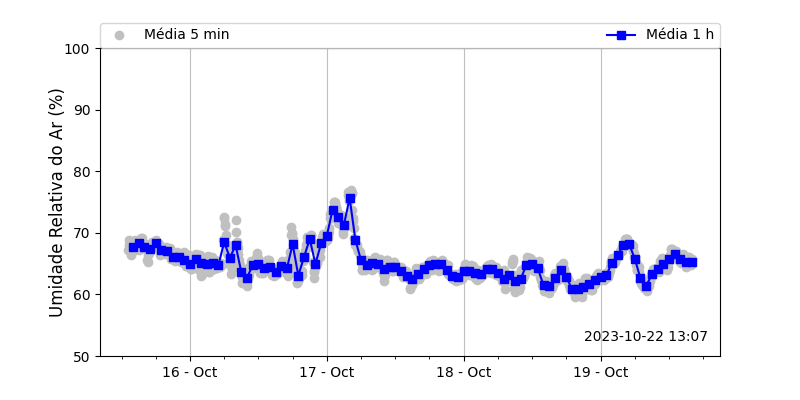 Média 5 min
Média 1 h
100
90
80
70
60
50
Umidade Relativa do Ar (%)
2023-10-22 13:07
16 - Oct
17 - Oct
18 - Oct
19 - Oct